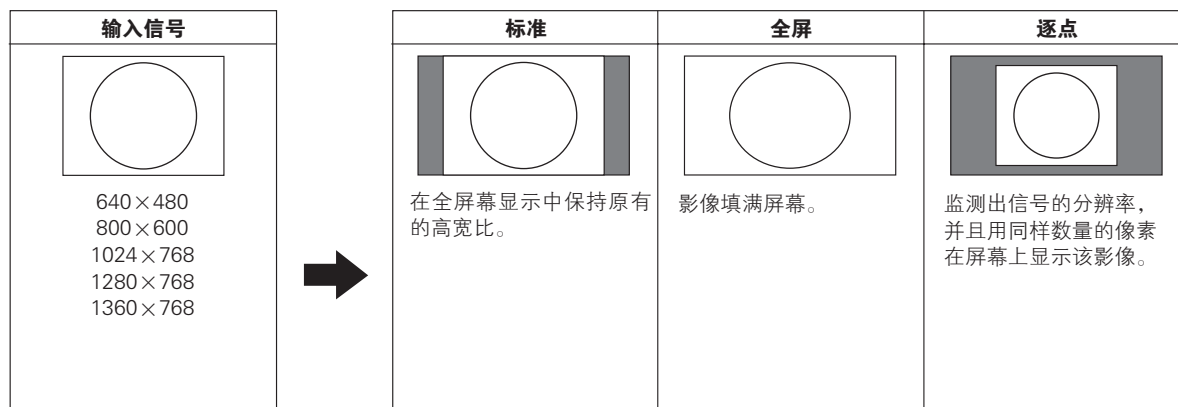 输入信号
640×480
800×600
1024×768
1280×768
1360×768
标准
在全屏幕显示中保持原有
的高宽比。
全屏
影像填满屏幕。
逐点
监测出信号的分辨率，
并且用同样数量的像素
在屏幕上显示该影像。